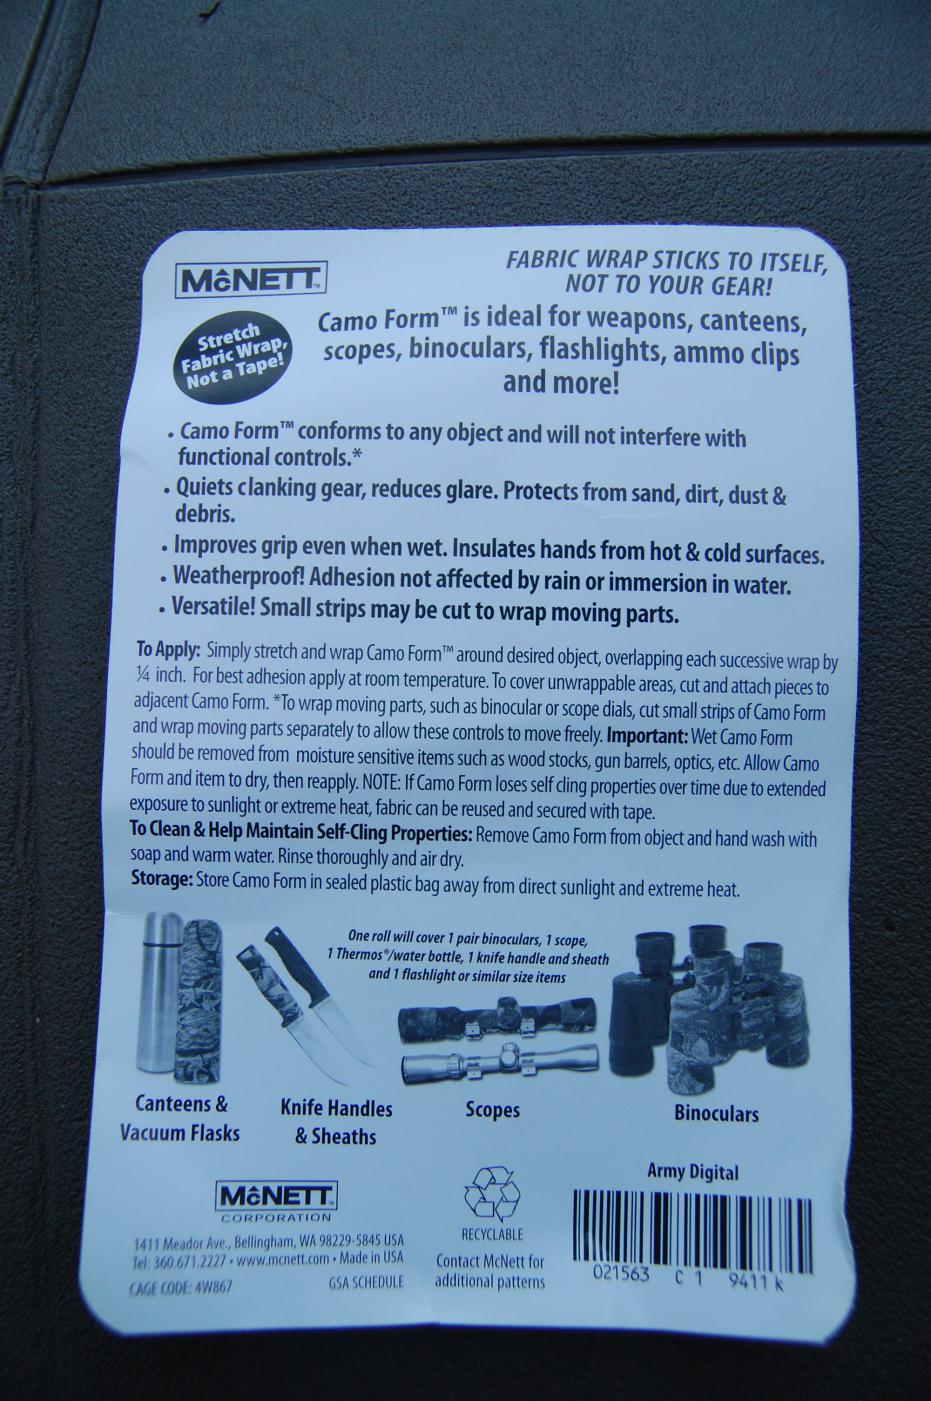 McNETT™
FABRIC WRAP STICKS TO ITSELF,
NOT TO YOUR GEAR!
Stretch
Fabric Wrap,
Not a Tape!
Camo Form™ is ideal for weapons, canteens,
scopes, binoculars, flashlights, ammo clips
and more!
• Camo Form™ conforms to any object and will not interfere with
functional controls.*
• Quiets clanking gear, reduces glare. Protects from sand, dirt, dust &
debris.
• Improves grip even when wet. Insulates hands from hot & cold surfaces.
• Weatherproof! Adhesion not affected by rain or immersion in water.
• Versatile! Small strips may be cut to wrap moving parts.
To Apply: Simply stretch and wrap Camo Form™ around desired object, overlapping each successive wrap by
¼ inch. For best adhesion apply at room temperature. To cover unwrappable areas, cut and attach pieces to
adjacent Camo Form. *To wrap moving parts, such as binocular or scope dials, cut small strips of Camo Form
and wrap moving parts separately to allow these controls to move freely. Important: Wet Camo Form
should be removed from moisture sensitive items such as wood stocks, gun barrels, optics, etc. Allow Camo
Form and item to dry, then reapply. NOTE: If Camo Form loses self cling properties over time due to extended
exposure to sunlight or extreme heat, fabric can be reused and secured with tape.
To Clean & Help Maintain Self-Cling Properties: Remove Camo Form from object and hand wash with
soap and warm water. Rinse thoroughly and air dry.
Storage: Store Camo Form in sealed plastic bag away from direct sunlight and extreme heat.
One roll will cover 1 pair binoculars, 1 scope,
1 Thermos®/water bottle, 1 knife handle and sheath
and 1 flashlight or similar size items
Canteens &
Vacuum Flasks
Knife Handles
& Sheaths
Scopes
Binoculars
McNETT
CORPORATION
1411 Meador Ave., Bellingham, WA 98229-5845 USA
Tel: 360.671.2227 • www.mcnett.com • Made in USA
CAGE CODE: 4W867 GSA SCHEDULE
RECYCLABLE
Contact McNett for
additional patterns
Army Digital
021563 C 1 9411 k